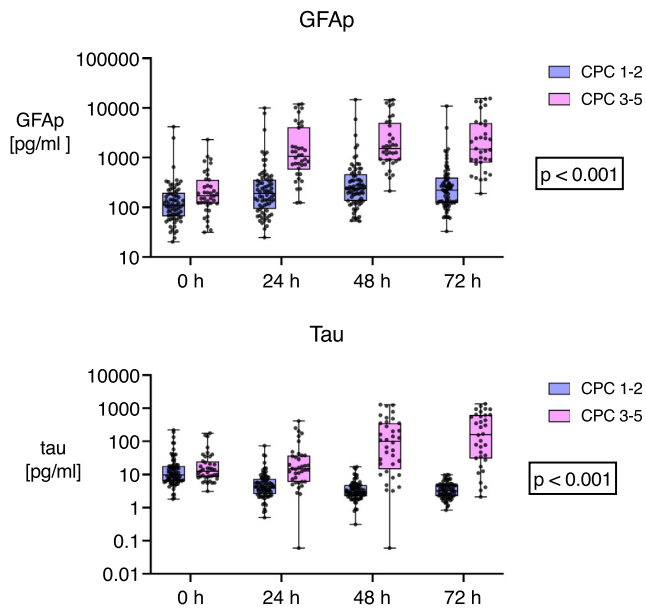 GFAp
100000
10000
1000
100
10
GFAp
[pg/ml ]
0 h
24 h
48 h
72 h
CPC 1-2
CPC 3-5
p < 0.001
Tau
10000
1000
100
10
1
0.1
0.01
tau
[pg/ml]
0 h
24 h
48 h
72 h
CPC 1-2
CPC 3-5
p < 0.001